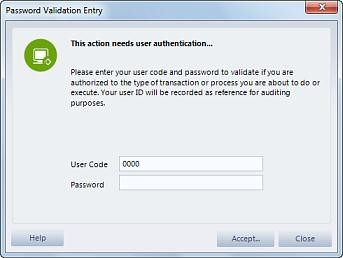 Password Validation Entry
This action needs user authentication...
Please enter your user code and password to validate if you are
authorized to the type of transaction or process you are about to do or
execute. Your user ID will be recorded as reference for auditing
purposes.
User Code 0000
Password
Help Accept... Close